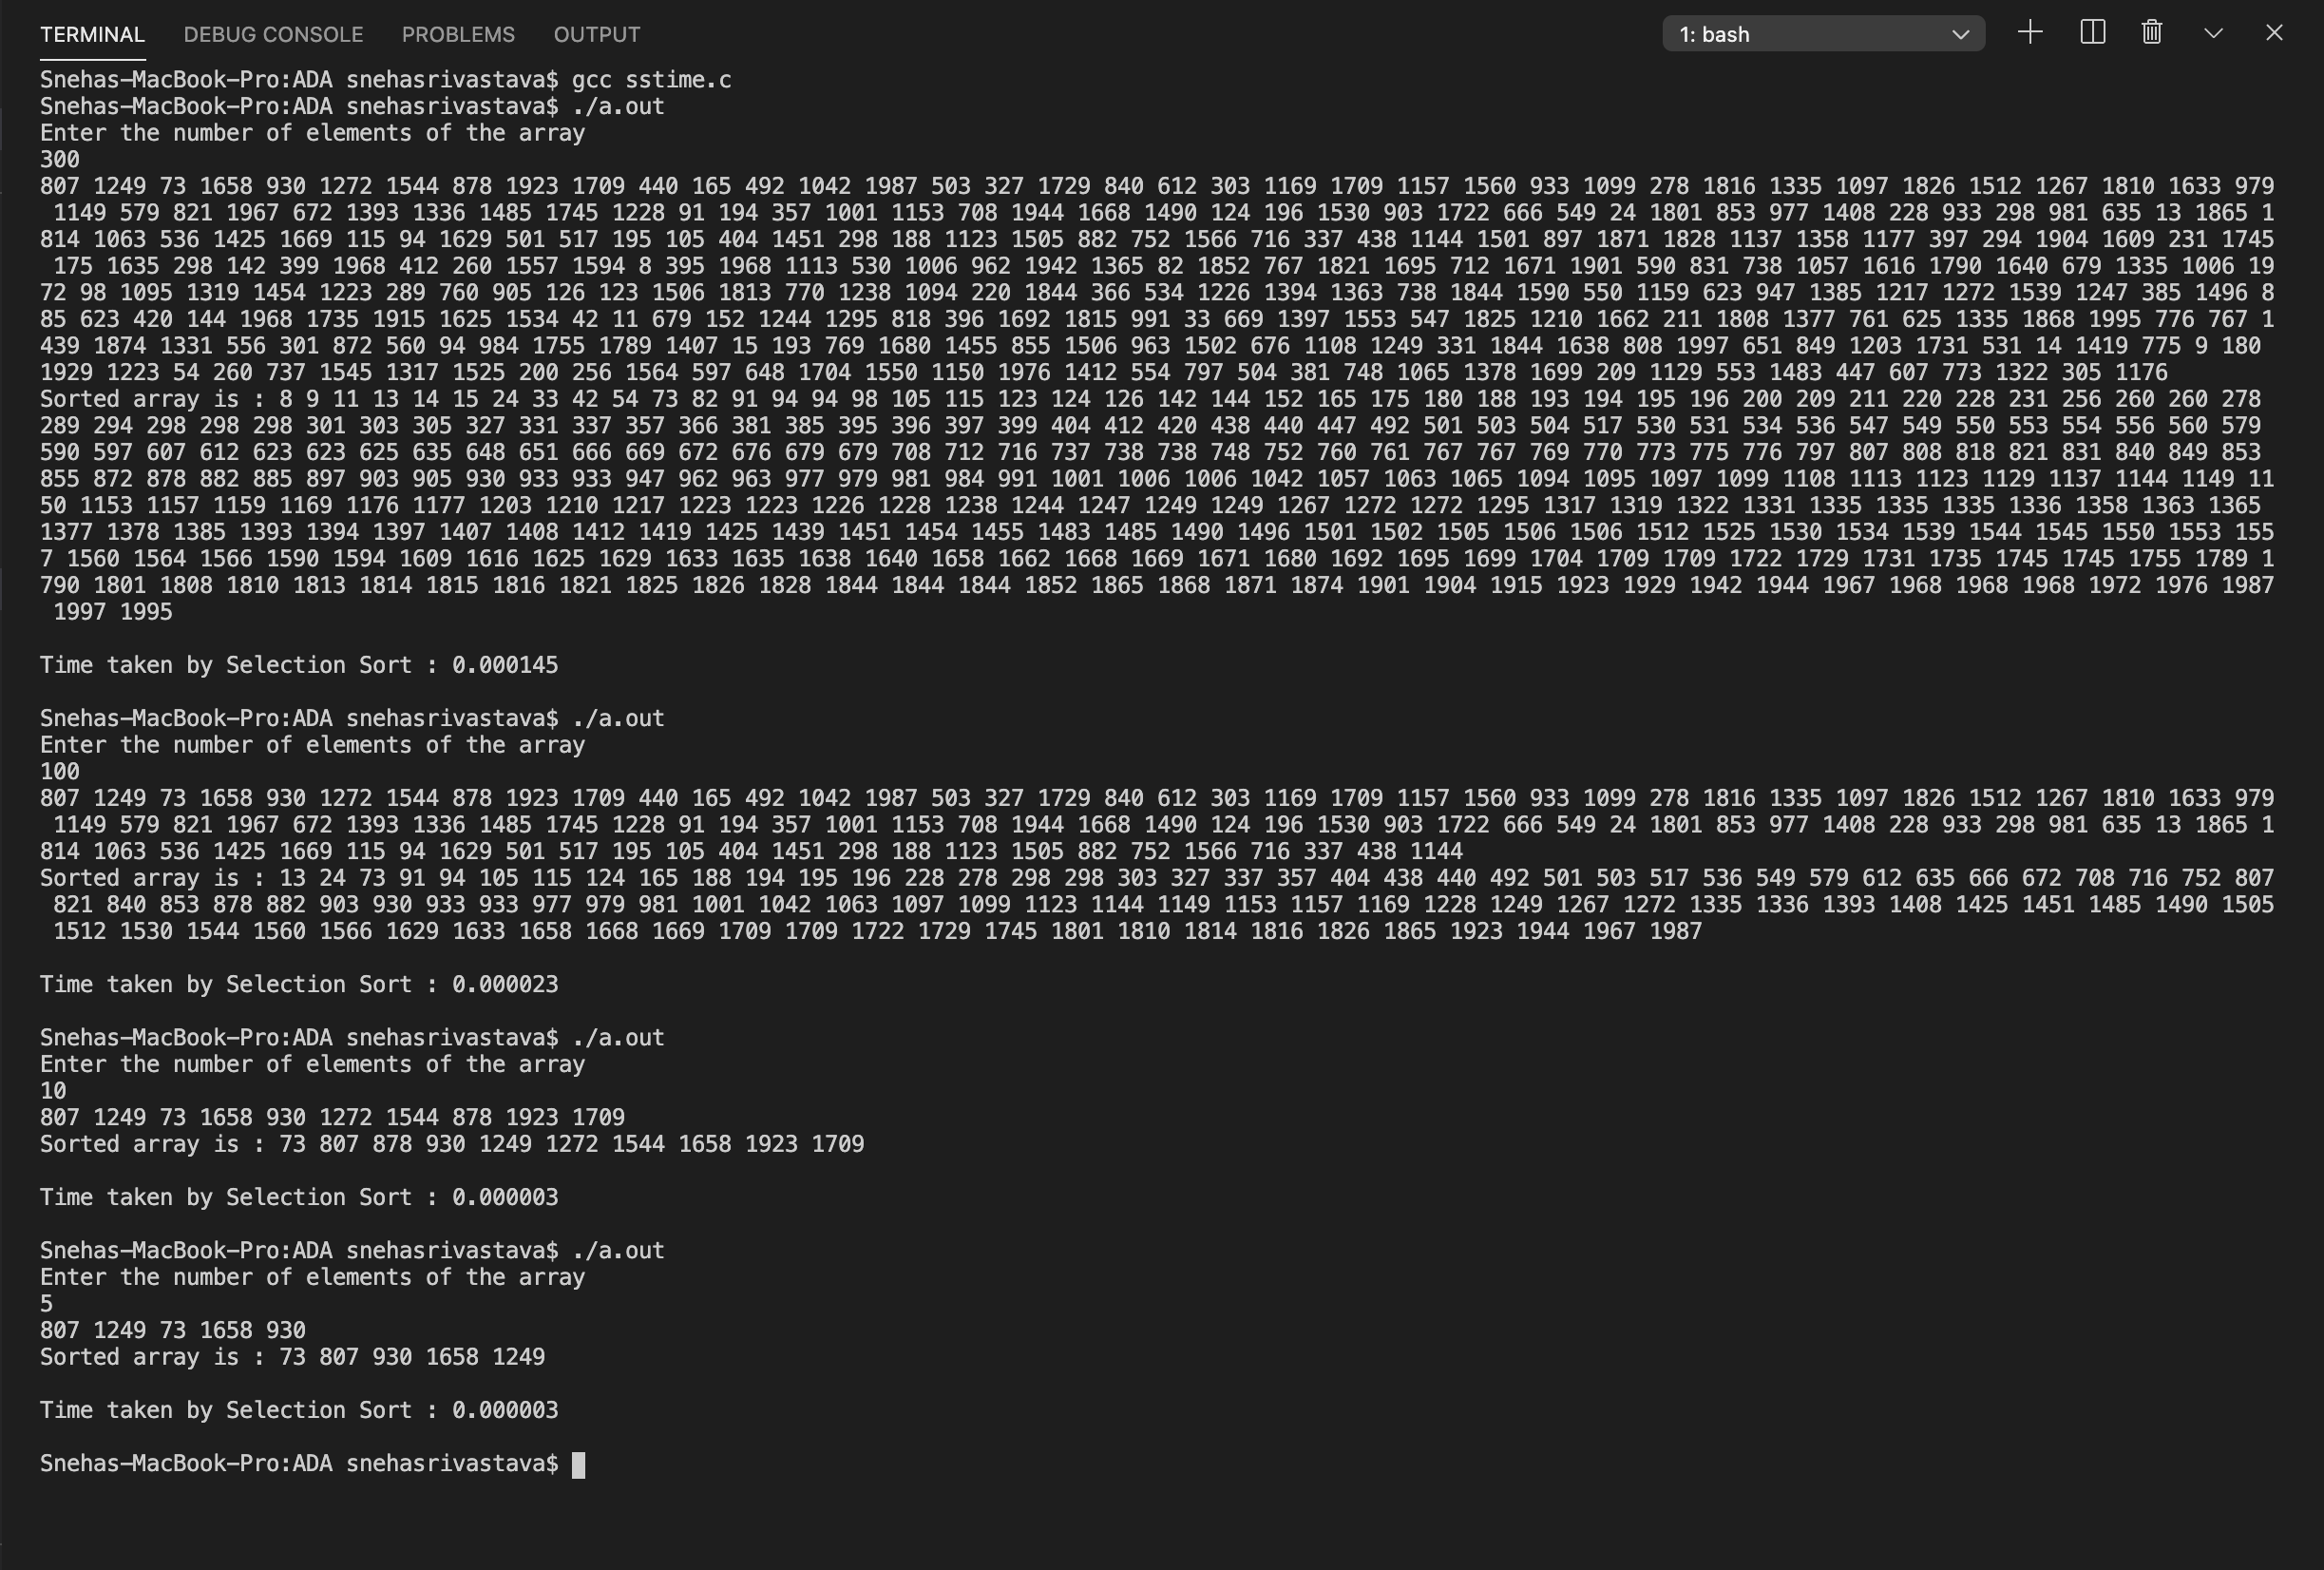 TERMINAL DEBUG CONSOLE PROBLEMS OUTPUT 1: bash
Snehas-MacBook-Pro:ADA snehasrivastava$ gcc sstime.c
Snehas-MacBook-Pro:ADA snehasrivastava$ ./a.out
Enter the number of elements of the array
300
807 1249 73 1658 930 1272 1544 878 1923 1709 440 165 492 1042 1987 503 327 1729 840 612 303 1169 1709 1157 1560 933 1099 278 1816 1335 1097 1826 1512 1267 1810 1633 979
1149 579 821 1967 672 1393 1336 1485 1745 1228 91 194 357 1001 1153 708 1944 1668 1490 124 196 1530 903 1722 666 549 24 1801 853 977 1408 228 933 298 981 635 13 1865 1
814 1063 536 1425 1669 115 94 1629 501 517 195 105 404 1451 298 188 1123 1505 882 752 1566 716 337 438 1144 1501 897 1871 1828 1137 1358 1177 397 294 1904 1609 231 1745
175 1635 298 142 399 1968 412 260 1557 1594 8 395 1968 1113 530 1006 962 1942 1365 82 1852 767 1821 1695 712 1671 1901 590 831 738 1057 1616 1790 1640 679 1335 1006 19
72 98 1095 1319 1454 1223 289 760 905 126 123 1506 1813 770 1238 1094 220 1844 366 534 1226 1394 1363 738 1844 1590 550 1159 623 947 1385 1217 1272 1539 1247 385 1496 8
85 623 420 144 1968 1735 1915 1625 1534 42 11 679 152 1244 1295 818 396 1692 1815 991 33 669 1397 1553 547 1825 1210 1662 211 1808 1377 761 625 1335 1868 1995 776 767 1
439 1874 1331 556 301 872 560 94 984 1755 1789 1407 15 193 769 1680 1455 855 1506 963 1502 676 1108 1249 331 1844 1638 808 1997 651 849 1203 1731 531 14 1419 775 9 180
1929 1223 54 260 737 1545 1317 1525 200 256 1564 597 648 1704 1550 1150 1976 1412 554 797 504 381 748 1065 1378 1699 209 1129 553 1483 447 607 773 1322 305 1176
Sorted array is : 8 9 11 13 14 15 24 33 42 54 73 82 91 94 94 98 105 115 123 124 126 142 144 152 165 175 180 188 193 194 195 196 200 209 211 220 228 231 256 260 260 278
289 294 298 298 298 301 303 305 327 331 337 357 366 381 385 395 396 397 399 404 412 420 438 440 447 492 501 503 504 517 530 531 534 536 547 549 550 553 554 556 560 579
590 597 607 612 623 623 625 635 648 651 666 669 672 676 679 679 708 712 716 737 738 738 748 752 760 761 767 767 769 770 773 775 776 797 807 808 818 821 831 840 849 853
855 872 878 882 885 897 903 905 930 933 933 947 962 963 977 979 981 984 991 1001 1006 1006 1042 1057 1063 1065 1094 1095 1097 1099 1108 1113 1123 1129 1137 1144 1149 11
50 1153 1157 1159 1169 1176 1177 1203 1210 1217 1223 1223 1226 1228 1238 1244 1247 1249 1249 1267 1272 1272 1295 1317 1319 1322 1331 1335 1335 1335 1336 1358 1363 1365
1377 1378 1385 1393 1394 1397 1407 1408 1412 1419 1425 1439 1451 1454 1455 1483 1485 1490 1496 1501 1502 1505 1506 1506 1512 1525 1530 1534 1539 1544 1545 1550 1553 155
7 1560 1564 1566 1590 1594 1609 1616 1625 1629 1633 1635 1638 1640 1658 1662 1668 1669 1671 1680 1692 1695 1699 1704 1709 1709 1722 1729 1731 1735 1745 1745 1755 1789 1
790 1801 1808 1810 1813 1814 1815 1816 1821 1825 1826 1828 1844 1844 1844 1852 1865 1868 1871 1874 1901 1904 1915 1923 1929 1942 1944 1967 1968 1968 1968 1972 1976 1987
1997 1995
Time taken by Selection Sort : 0.000145
Snehas-MacBook-Pro:ADA snehasrivastava$ ./a.out
Enter the number of elements of the array
100
807 1249 73 1658 930 1272 1544 878 1923 1709 440 165 492 1042 1987 503 327 1729 840 612 303 1169 1709 1157 1560 933 1099 278 1816 1335 1097 1826 1512 1267 1810 1633 979
1149 579 821 1967 672 1393 1336 1485 1745 1228 91 194 357 1001 1153 708 1944 1668 1490 124 196 1530 903 1722 666 549 24 1801 853 977 1408 228 933 298 981 635 13 1865 1
814 1063 536 1425 1669 115 94 1629 501 517 195 105 404 1451 298 188 1123 1505 882 752 1566 716 337 438 1144
Sorted array is : 13 24 73 91 94 105 115 124 165 188 194 195 196 228 278 298 298 303 327 337 357 404 438 440 492 501 503 517 536 549 579 612 635 666 672 708 716 752 807
821 840 853 878 882 903 930 933 933 977 979 981 1001 1042 1063 1097 1099 1123 1144 1149 1153 1157 1169 1228 1249 1267 1272 1335 1336 1393 1408 1425 1451 1485 1490 1505
1512 1530 1544 1560 1566 1629 1633 1658 1668 1669 1709 1709 1722 1729 1745 1801 1810 1814 1816 1826 1865 1923 1944 1967 1987
Time taken by Selection Sort : 0.000023
Snehas-MacBook-Pro:ADA snehasrivastava$ ./a.out
Enter the number of elements of the array
10
807 1249 73 1658 930 1272 1544 878 1923 1709
Sorted array is : 73 807 878 930 1249 1272 1544 1658 1923 1709
Time taken by Selection Sort : 0.000003
Snehas-MacBook-Pro:ADA snehasrivastava$ ./a.out
Enter the number of elements of the array
5
807 1249 73 1658 930
Sorted array is : 73 807 930 1658 1249
Time taken by Selection Sort : 0.000003
Snehas-MacBook-Pro:ADA snehasrivastava$